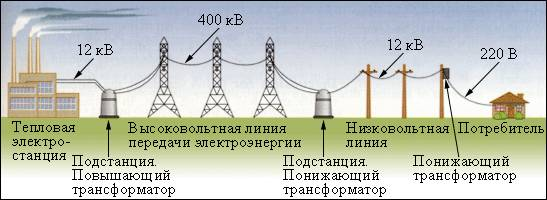 400 кВ
12 кВ
12 кВ
220 В
Тепловая
электро-
станция
Высоковольтная линия
передачи электроэнергии
Низковольтная
линия
Потребитель
Подстанция.
Повышающий
трансформатор
Подстанция.
Понижающий
трансформатор
Понижающий
трансформатор